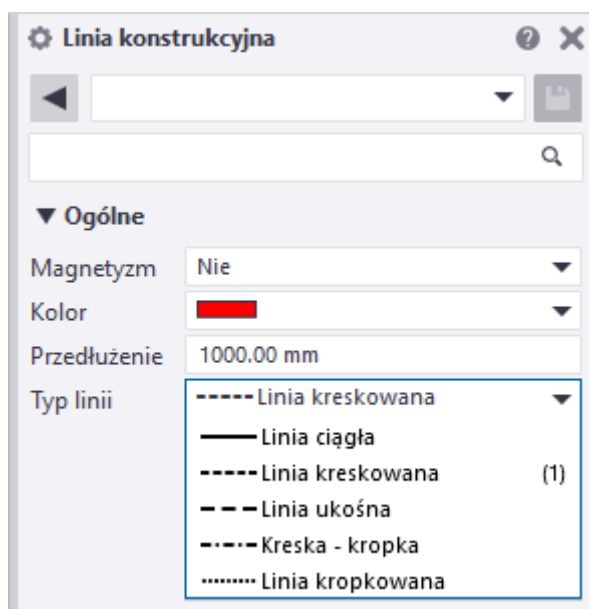 Linia konstrukcyjna
Ogólne
Magnetyzm Nie
Kolor
Przedłużenie 1000.00 mm
Typ linii Linia kreskowana
Linia ciągła
Linia kreskowana (1)
Linia ukośna
Kreska - kropka
Linia kropkowana